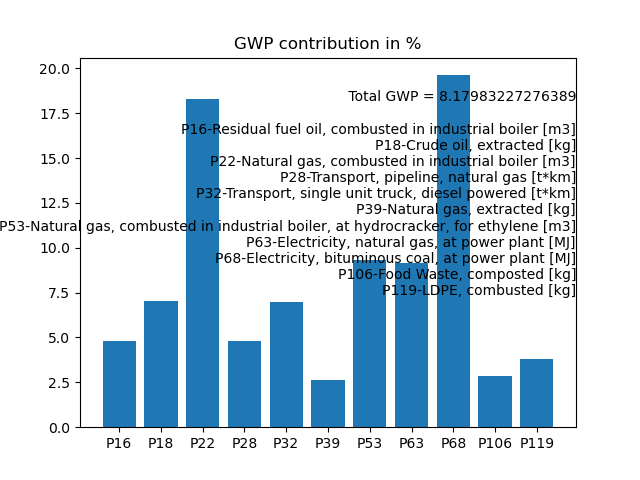 GWP contribution in %
20.0
17.5
15.0
12.5
10.0
7.5
5.0
2.5
0.0
Total GWP = 8.17983227276389
P16-Residual fuel oil, combusted in industrial boiler [m3]
P18-Crude oil, extracted [kg]
P22-Natural gas, combusted in industrial boiler [m3]
P28-Transport, pipeline, natural gas [t*km]
P32-Transport, single unit truck, diesel powered [t*km]
P39-Natural gas, extracted [kg]
P53-Natural gas, combusted in industrial boiler, at hydrocracker, for ethylene [m3]
P63-Electricity, natural gas, at power plant [MJ]
P68-Electricity, bituminous coal, at power plant [MJ]
P106-Food Waste, composted [kg]
P119-LDPE, combusted [kg]
P16 P18 P22 P28 P32 P39 P53 P63 P68 P106 P119